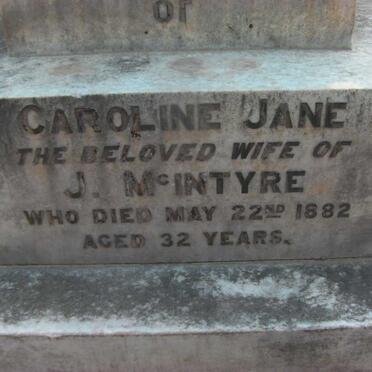 OF
CAROLINE JANE
THE BELOVED WIFE OF
J. McINTYRE
WHO DIED MAY 22ND 1882
AGED 32 YEARS.